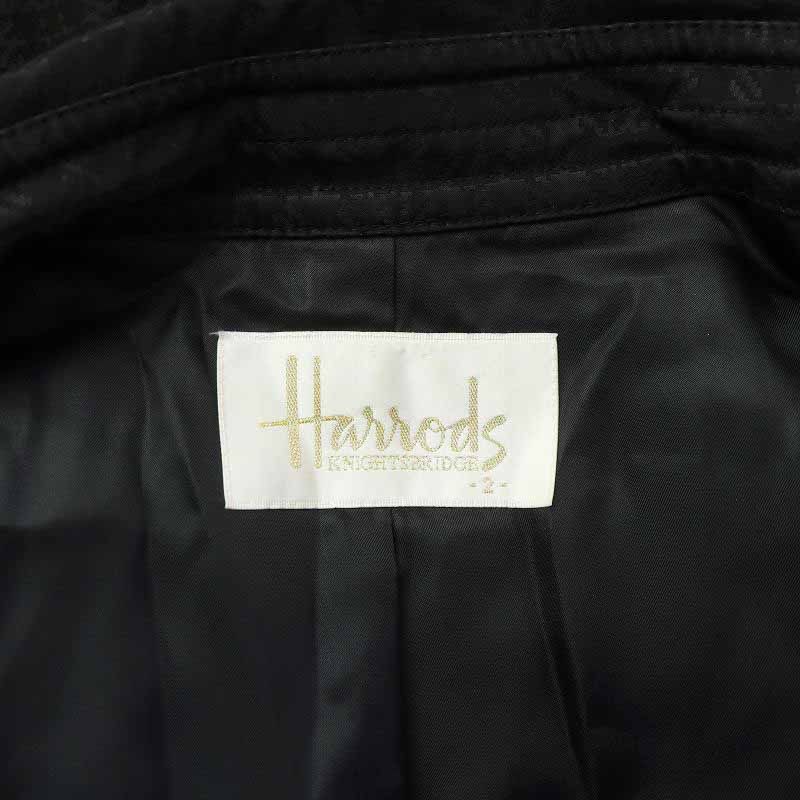 Harrods
KNIGHTSBRIDGE
- 2 -